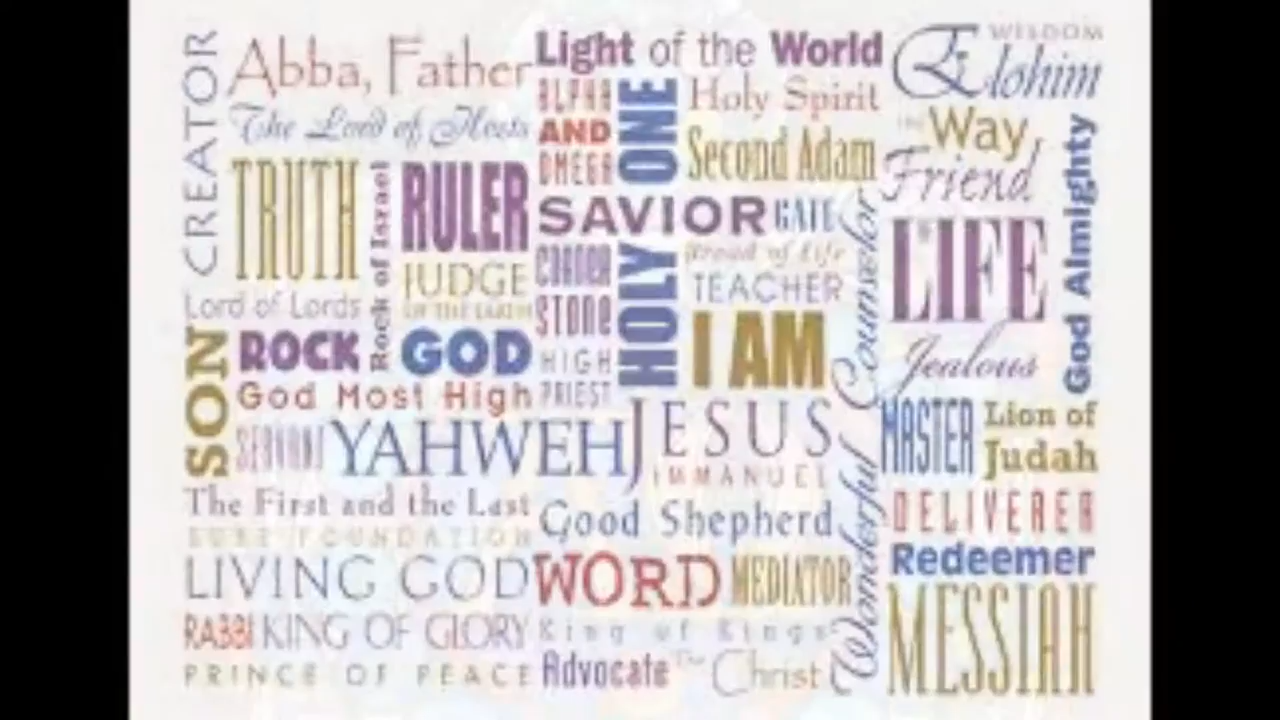 CREATOR
Abba, Father
The Lord of Hosts
TRUTH
Rock of Israel
RULER
JUDGE
OF THE EARTH
Lord of Lords
ROCK
GOD
SON
God Most High
SERVANT
YAHWEH
The First and the Last
SURE FOUNDATION
LIVING GOD
RABBI
KING OF GLORY
PRINCE OF PEACE
Light of the World
ALPHA
AND
OMEGA
HOLY ONE
Holy Spirit
Second Adam
SAVIOR
GATE
CORNER
STONE
Bread of Life
TEACHER
HIGH
PRIEST
I AM
Counselor
JESUS
IMMANUEL
Good Shepherd
WORD
MEDIATOR
Wonderful
King of Kings
Advocate
The Christ
WISDOM
Elohim
Way
Friend
God Almighty
LIFE
Jealous
MASTER
Lion of
Judah
DELIVERER
Redeemer
MESSIAH